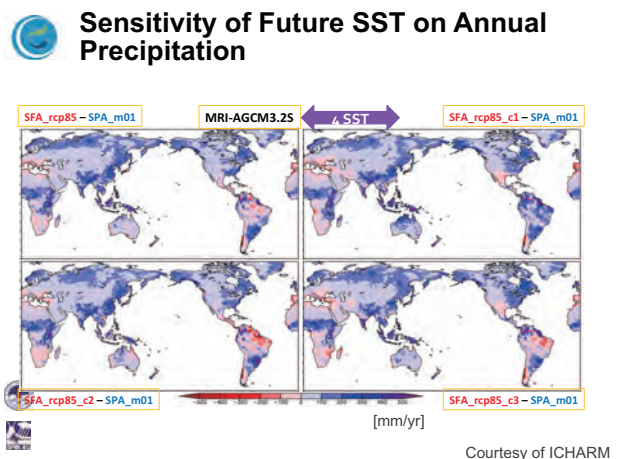 Sensitivity of Future SST on Annual
Precipitation
SFA_rcp85 – SPA_m01
MRI-AGCM3.2S
4 SST
SFA_rcp85_c1 – SPA_m01
SFA_rcp85_c2 – SPA_m01
SFA_rcp85_c3 – SPA_m01
[mm/yr]
Courtesy of ICHARM